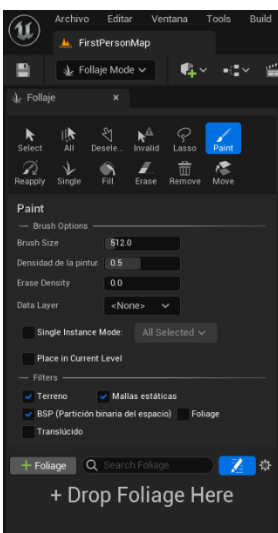 Archivo Editar Ventana Tools Build
FirstPersonMap
Follaje Mode
Follaje
Select All Desele.. Invalid Lasso Paint
Reapply Single Fill Erase Remove Move
Paint
Brush Options
Brush Size 512.0
Densidad de la pintur 0.5
Erase Density 0.0
Data Layer <None>
Single Instance Mode: All Selected
Place in Current Level
Filters
Terreno Mallas estáticas
BSP (Partición binaria del espacio) Foliage
Translúcido
+ Foliage Search Foliage
+ Drop Foliage Here